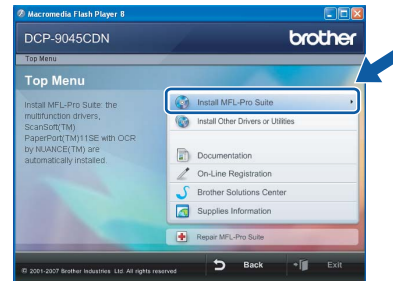 Macromedia Flash Player 8
DCP-9045CDN
brother
Top Menu
Top Menu
Install MFL-Pro Suite: the
multifunction drivers,
ScanSoft(TM)
PaperPort(TM)11SE with OCR
by NUANCE(TM) are
automatically installed.
Install MFL-Pro Suite
Install Other Drivers or Utilities
Documentation
On-Line Registration
Brother Solutions Center
Supplies Information
Repair MFL-Pro Suite
© 2001-2007 Brother Industries Ltd. All rights reserved
Back
Exit